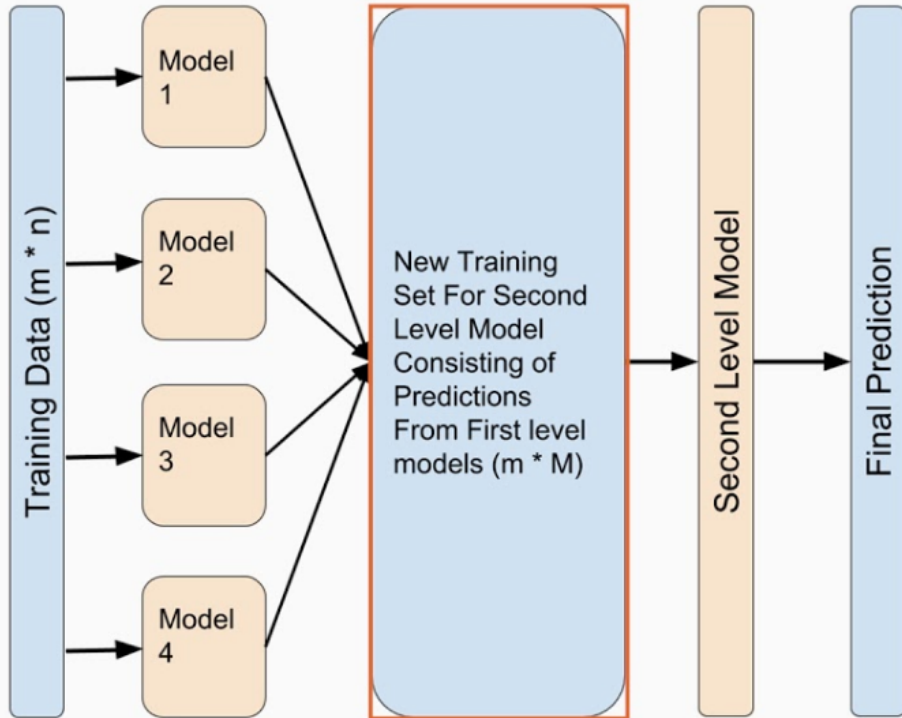 Training Data (m * n)
Model
1
Model
2
Model
3
Model
4
New Training
Set For Second
Level Model
Consisting of
Predictions
From First level
models (m * M)
Second Level Model
Final Prediction